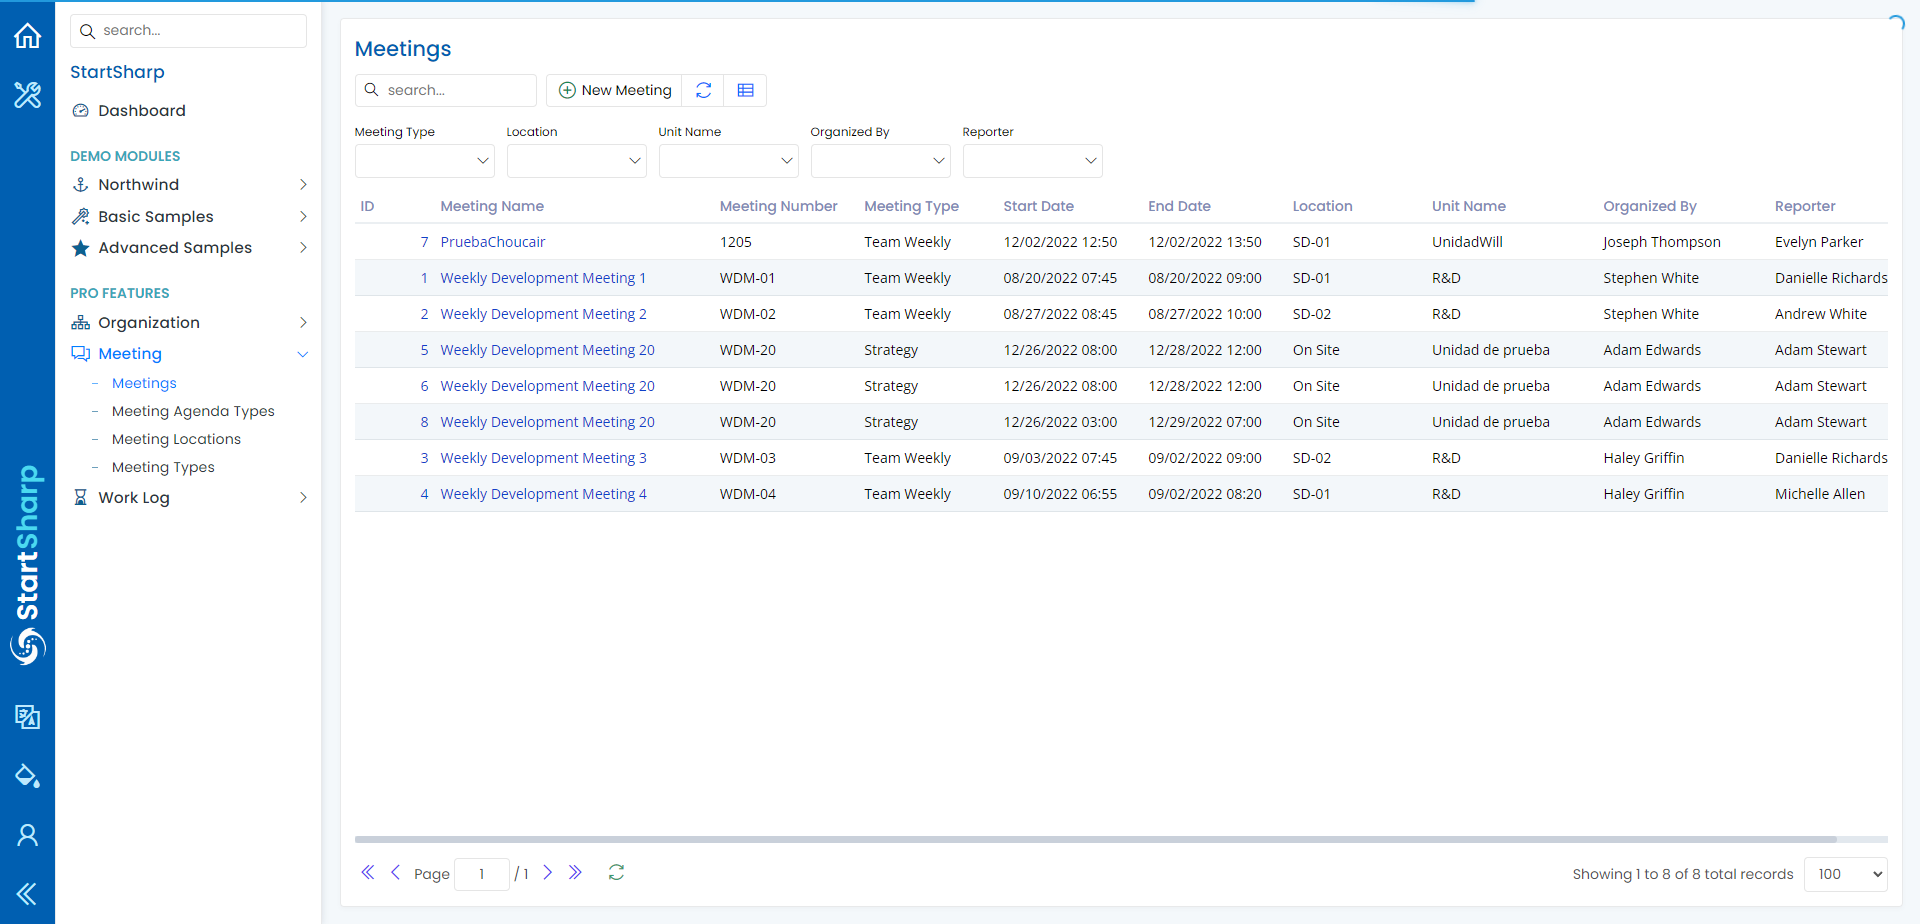 search...
StartSharp
Dashboard
DEMO MODULES
Northwind
Basic Samples
Advanced Samples
PRO FEATURES
Organization
Meeting
Meetings
Meeting Agenda Types
Meeting Locations
Meeting Types
Work Log
StartSharp
Meetings
search...
New Meeting
Meeting Type Location Unit Name Organized By Reporter
ID Meeting Name Meeting Number Meeting Type Start Date End Date Location Unit Name Organized By Reporter
7 PruebaChoucair 1205 Team Weekly 12/02/2022 12:50 12/02/2022 13:50 SD-01 UnidadWill Joseph Thompson Evelyn Parker
1 Weekly Development Meeting 1 WDM-01 Team Weekly 08/20/2022 07:45 08/20/2022 09:00 SD-01 R&D Stephen White Danielle Richards
2 Weekly Development Meeting 2 WDM-02 Team Weekly 08/27/2022 08:45 08/27/2022 10:00 SD-02 R&D Stephen White Andrew White
5 Weekly Development Meeting 20 WDM-20 Strategy 12/26/2022 08:00 12/28/2022 12:00 On Site Unidad de prueba Adam Edwards Adam Stewart
6 Weekly Development Meeting 20 WDM-20 Strategy 12/26/2022 08:00 12/28/2022 12:00 On Site Unidad de prueba Adam Edwards Adam Stewart
8 Weekly Development Meeting 20 WDM-20 Strategy 12/26/2022 03:00 12/29/2022 07:00 On Site Unidad de prueba Adam Edwards Adam Stewart
3 Weekly Development Meeting 3 WDM-03 Team Weekly 09/03/2022 07:45 09/02/2022 09:00 SD-02 R&D Haley Griffin Danielle Richards
4 Weekly Development Meeting 4 WDM-04 Team Weekly 09/10/2022 06:55 09/02/2022 08:20 SD-01 R&D Haley Griffin Michelle Allen
Page 1 / 1
Showing 1 to 8 of 8 total records 100